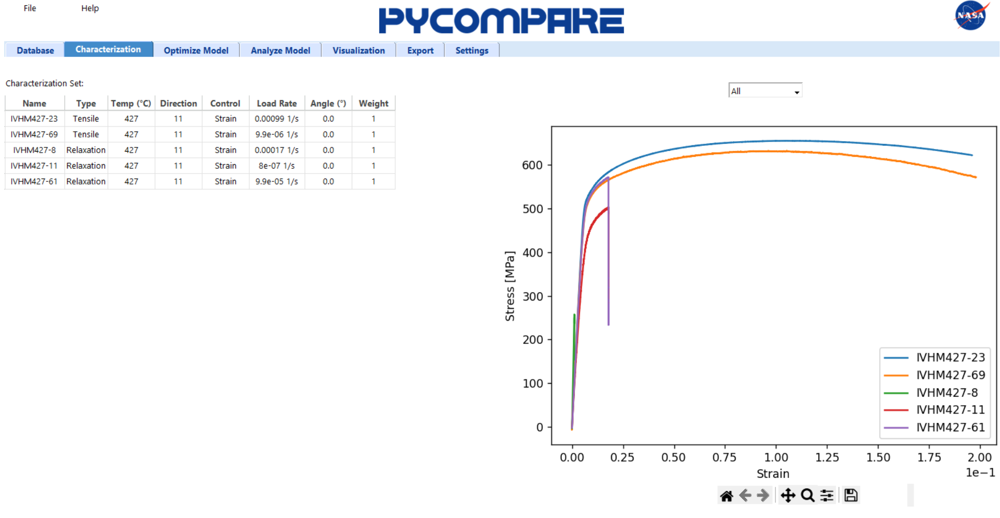 File Help
PYCOMPARE
NASA
Database Characterization Optimize Model Analyze Model Visualization Export Settings
Characterization Set:
Name Type Temp (°C) Direction Control Load Rate Angle (°) Weight
IVHM427-23 Tensile 427 11 Strain 0.00099 1/s 0.0 1
IVHM427-69 Tensile 427 11 Strain 9.9e-06 1/s 0.0 1
IVHM427-8 Relaxation 427 11 Strain 0.00017 1/s 0.0 1
IVHM427-11 Relaxation 427 11 Strain 8e-07 1/s 0.0 1
IVHM427-61 Relaxation 427 11 Strain 9.9e-05 1/s 0.0 1
All
600
500
400
300
200
100
0
Stress [MPa]
IVHM427-23
IVHM427-69
IVHM427-8
IVHM427-11
IVHM427-61
0.00 0.25 0.50 0.75 1.00 1.25 1.50 1.75 2.00
Strain
1e−1